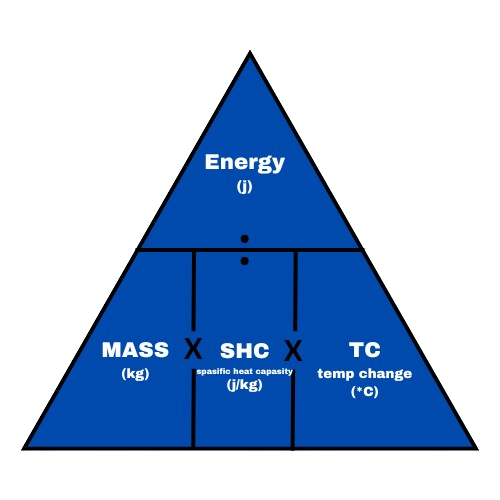 Energy
(j)
MASS X SHC X TC
(kg)
spasific heat capasity
(j/kg)
temp change
(*C)